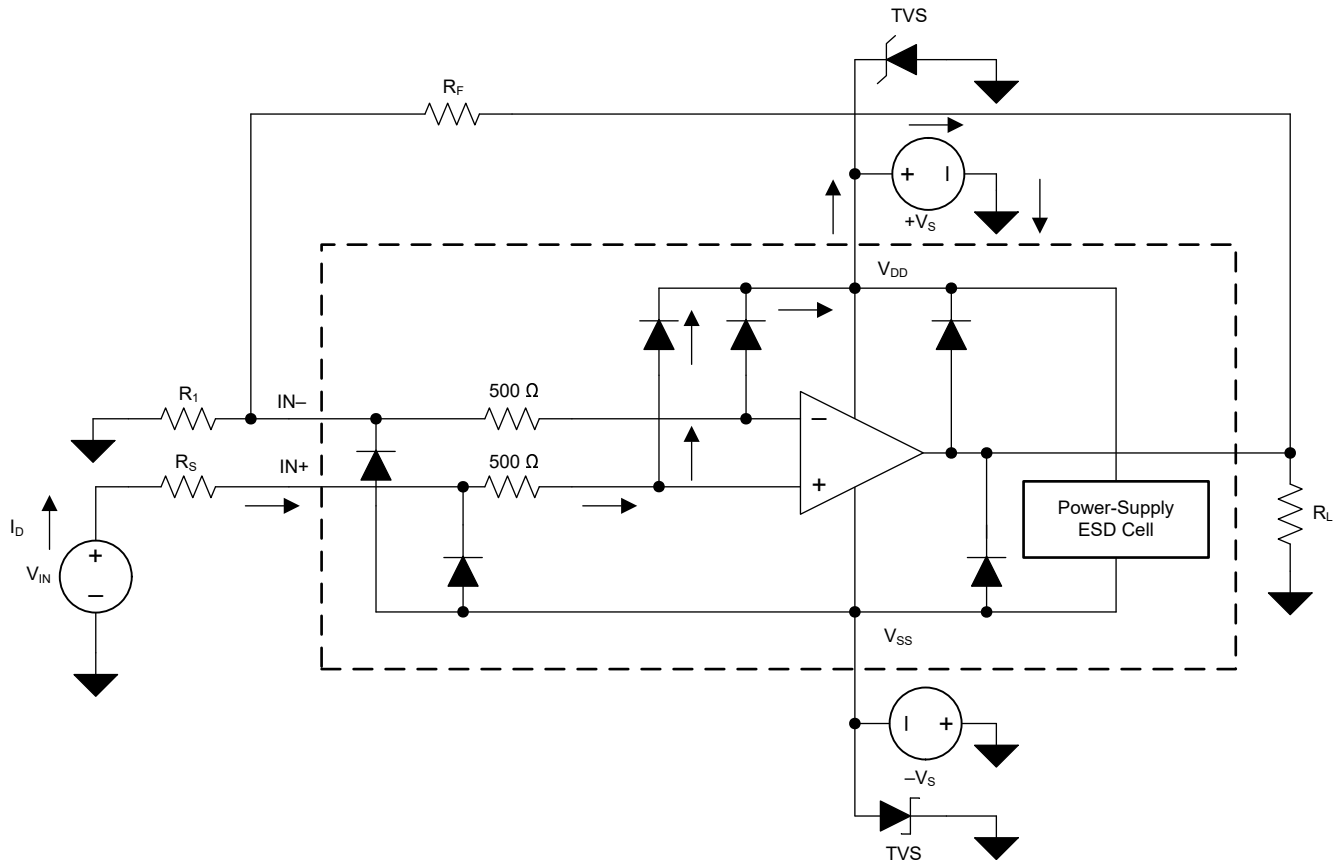 TVS
R_F
+ –
+V_S
V_DD
R_1
IN–
500 Ω
–
R_S
IN+
500 Ω
+
Power-Supply
ESD Cell
R_L
I_D
V_IN
+
–
V_SS
– +
–V_S
TVS